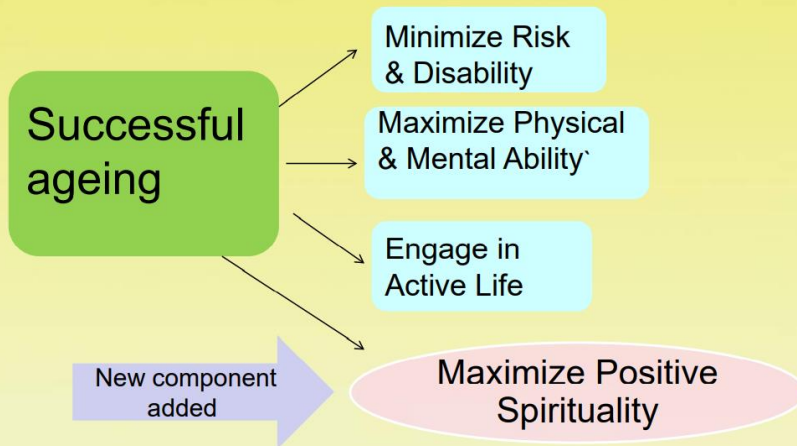 Successful
ageing
Minimize Risk
& Disability
Maximize Physical
& Mental Ability`
Engage in
Active Life
New component
added
Maximize Positive
Spirituality